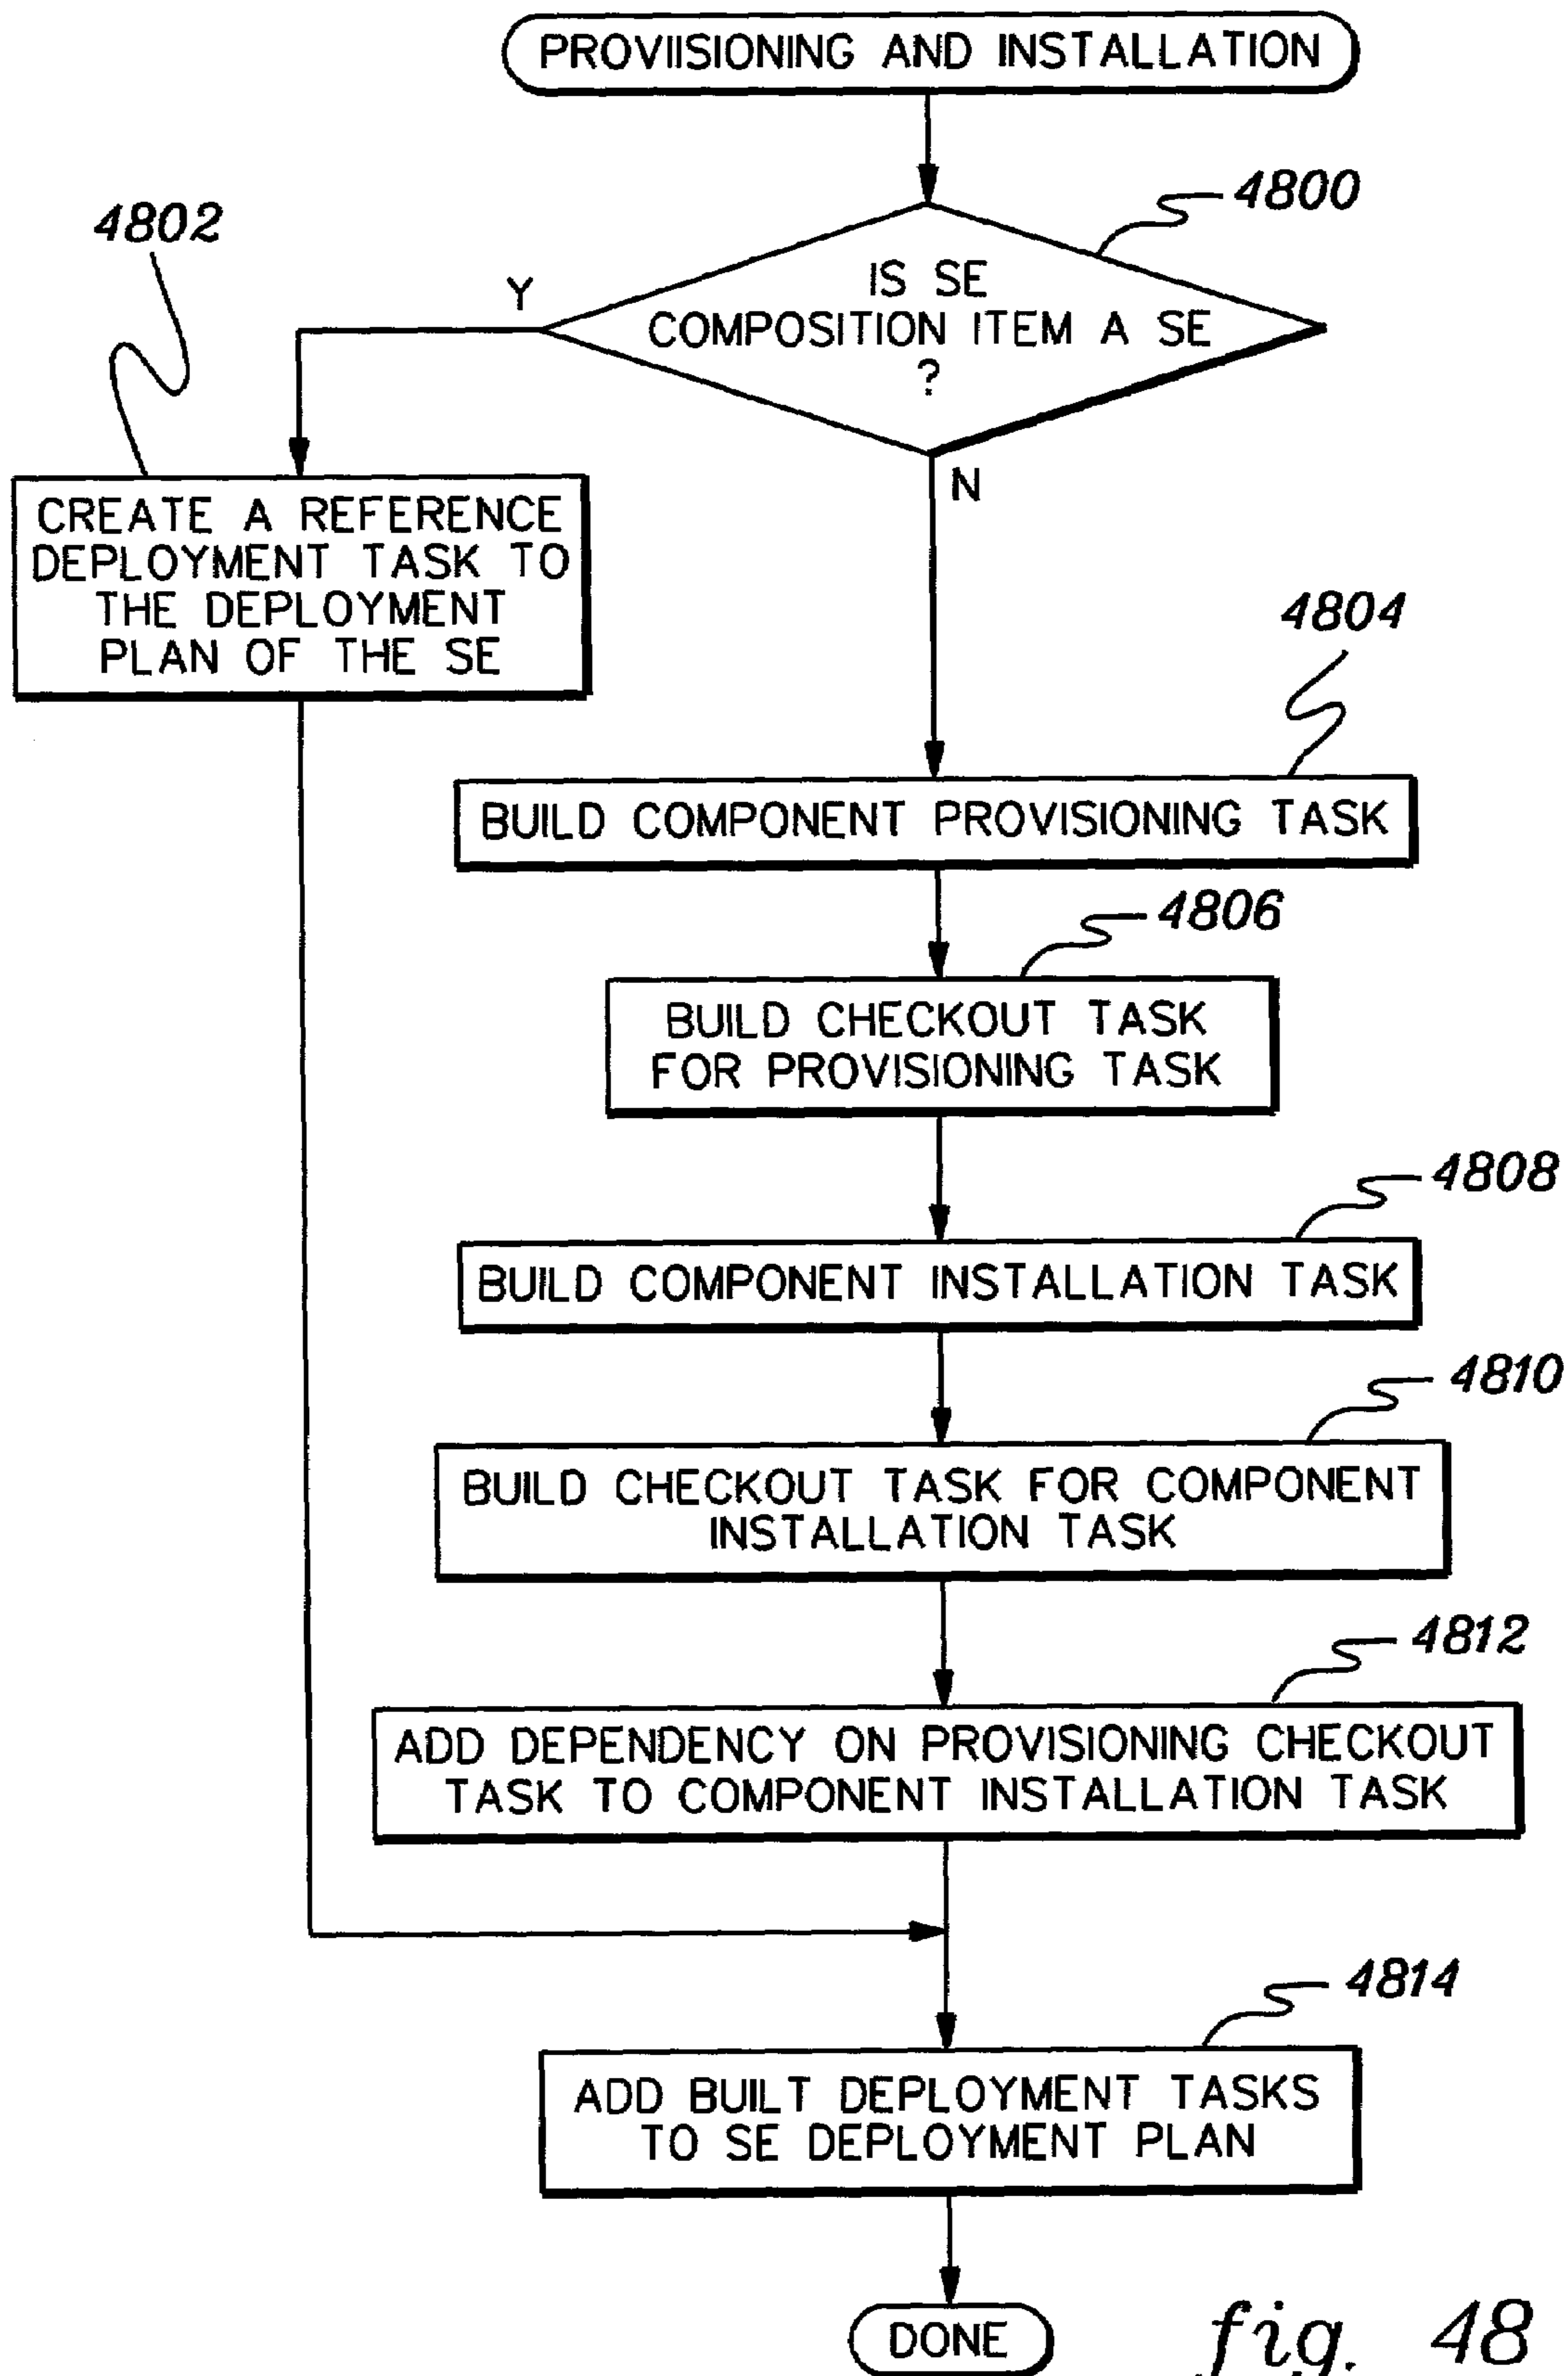 PROVIISIONING AND INSTALLATION
4800
4802
Y
IS SE
COMPOSITION ITEM A SE
?
N
CREATE A REFERENCE
DEPLOYMENT TASK TO
THE DEPLOYMENT
PLAN OF THE SE
4804
BUILD COMPONENT PROVISIONING TASK
4806
BUILD CHECKOUT TASK
FOR PROVISIONING TASK
4808
BUILD COMPONENT INSTALLATION TASK
4810
BUILD CHECKOUT TASK FOR COMPONENT
INSTALLATION TASK
4812
ADD DEPENDENCY ON PROVISIONING CHECKOUT
TASK TO COMPONENT INSTALLATION TASK
4814
ADD BUILT DEPLOYMENT TASKS
TO SE DEPLOYMENT PLAN
DONE
fig. 48